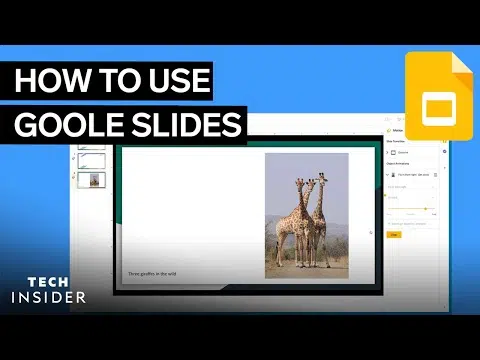 HOW TO USE
GOOLE SLIDES
Three giraffes in the wild
TECH
INSIDER